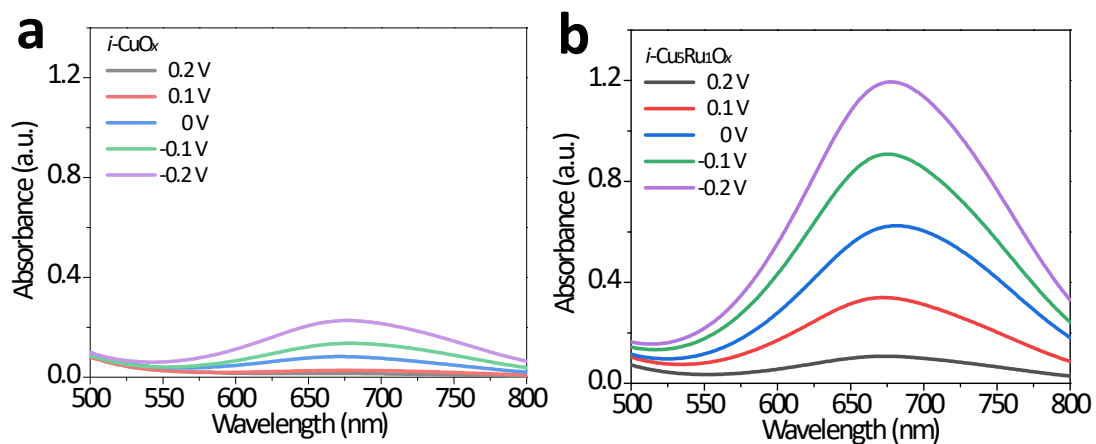 a
i-CuOx
0.2 V
0.1 V
0 V
-0.1 V
-0.2 V
1.2
0.8
0.4
0.0
Absorbance (a.u.)
500 550 600 650 700 750 800
Wavelength (nm)
b
i-Cu5Ru1Ox
0.2 V
0.1 V
0 V
-0.1 V
-0.2 V
1.2
0.8
0.4
0.0
Absorbance (a.u.)
500 550 600 650 700 750 800
Wavelength (nm)